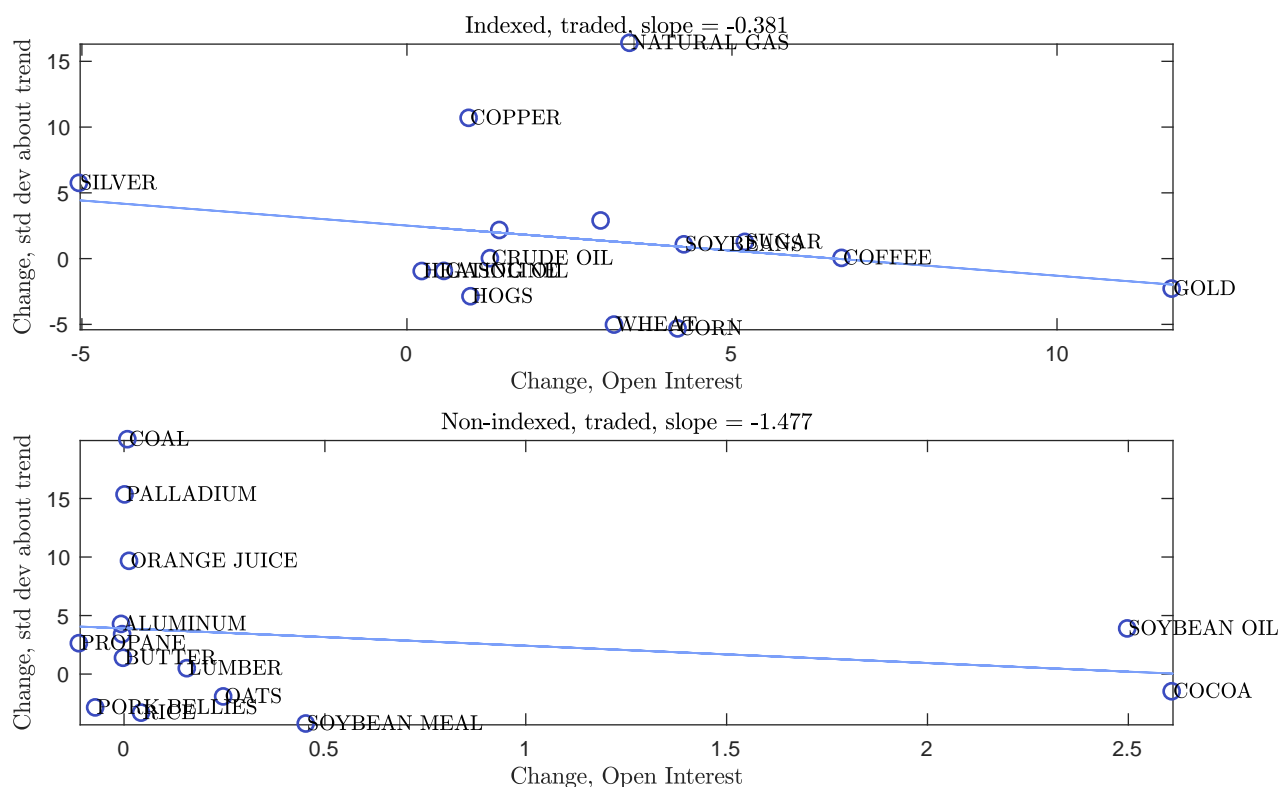 Indexed, traded, slope = -0.381
Change, std dev about trend
15
10
5
0
-5
NATURAL GAS
COPPER
SILVER
SOYBEANS
SUGAR
CRUDE OIL
COFFEE
HEATING OIL
GASOLINE
HOGS
GOLD
WHEAT
CORN
-5
0
5
10
Change, Open Interest
Non-indexed, traded, slope = -1.477
Change, std dev about trend
15
10
5
0
COAL
PALLADIUM
ORANGE JUICE
ALUMINUM
SOYBEAN OIL
PROPANE
BUTTER
LUMBER
COCOA
OATS
PORK BELLIES
RICE
SOYBEAN MEAL
0
0.5
1
1.5
2
2.5
Change, Open Interest